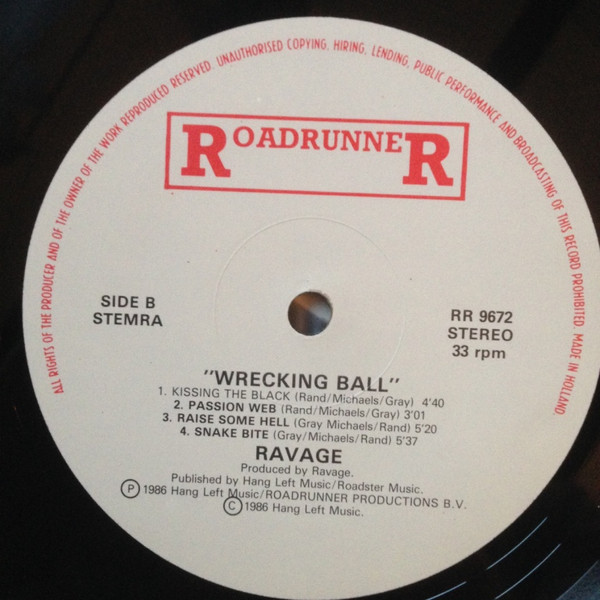 ALL RIGHTS OF THE PRODUCER AND OF THE OWNER OF THE WORK REPRODUCED RESERVED. UNAUTHORISED COPYING, HIRING, LENDING, PUBLIC PERFORMANCE AND BROADCASTING OF THIS RECORD PROHIBITED. MADE IN HOLLAND.
ROADRUNNER
SIDE B
STEMRA
RR 9672
STEREO
33 rpm
"WRECKING BALL"
1. KISSING THE BLACK (Rand/Michaels/Gray) 4'40
2. PASSION WEB (Rand/Michaels/Gray) 3'01
3. RAISE SOME HELL (Gray Michaels/Rand) 5'20
4. SNAKE BITE (Gray/Michaels/Rand) 5'37
RAVAGE
Produced by Ravage.
Published by Hang Left Music/Roadster Music.
Ⓟ 1986 Hang Left Music/ROADRUNNER PRODUCTIONS B.V.
© 1986 Hang Left Music.